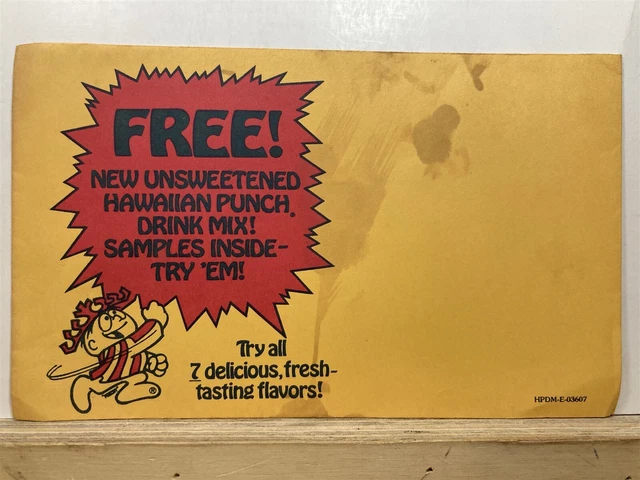 FREE!
NEW UNSWEETENED
HAWAIIAN PUNCH®
DRINK MIX!
SAMPLES INSIDE-
TRY 'EM!
Try all
7 delicious, fresh-
tasting flavors!
®
HPDM-E-03607